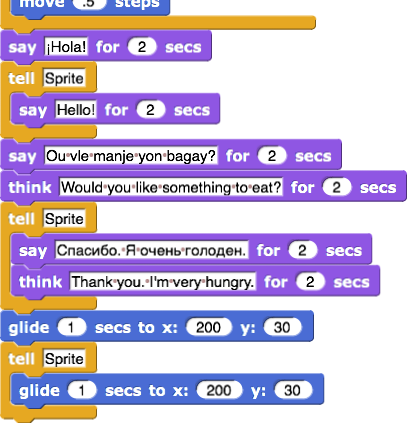 move .5 steps
say ¡Hola! for 2 secs
tell Sprite
say Hello! for 2 secs
say Ou vle manje yon bagay? for 2 secs
think Would you like something to eat? for 2 secs
tell Sprite
say Спасибо. Я очень голоден. for 2 secs
think Thank you. I'm very hungry. for 2 secs
glide 1 secs to x: 200 y: 30
tell Sprite
glide 1 secs to x: 200 y: 30